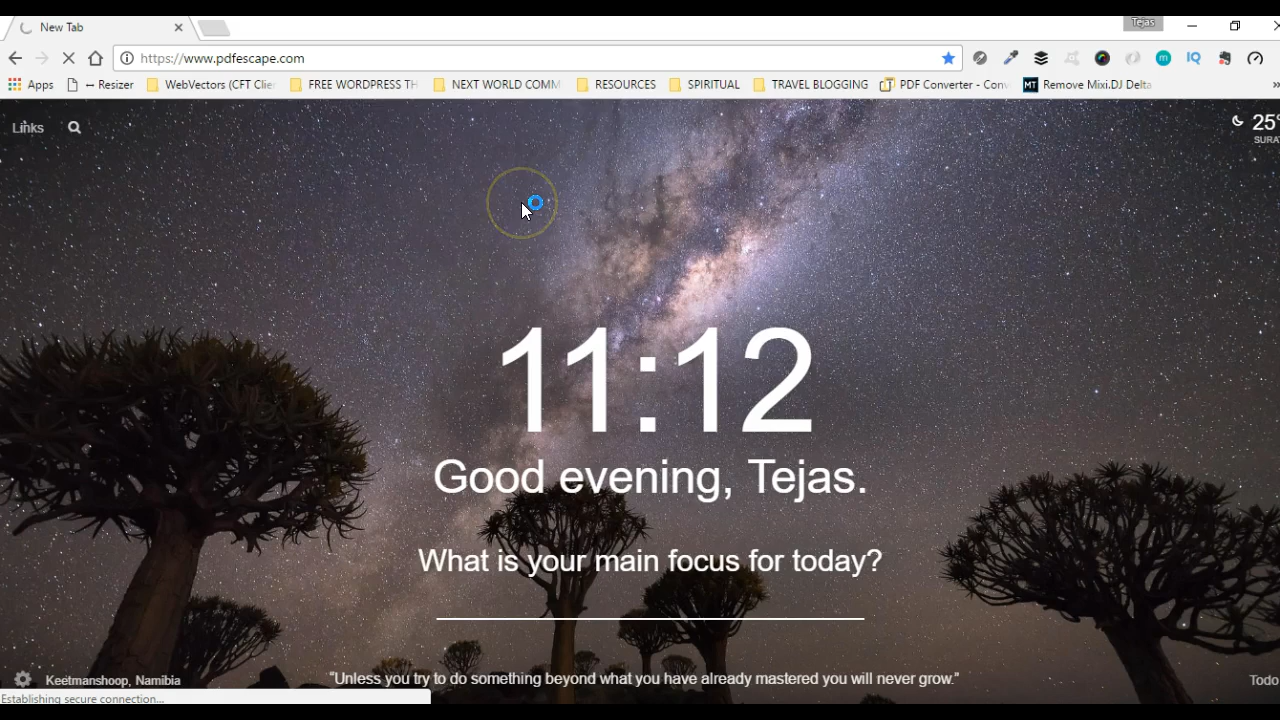 New Tab
Tejas
https://www.pdfescape.com
Apps
Resizer
WebVectors (CFT Clie
FREE WORDPRESS TH
NEXT WORLD COMM
RESOURCES
SPIRITUAL
TRAVEL BLOGGING
PDF Converter - Con
Remove Mixi.DJ Delta
Links
25°
SURA
11:12
Good evening, Tejas.
What is your main focus for today?
"Unless you try to do something beyond what you have already mastered you will never grow."
Keetmanshoop, Namibia
Todo
Establishing secure connection...